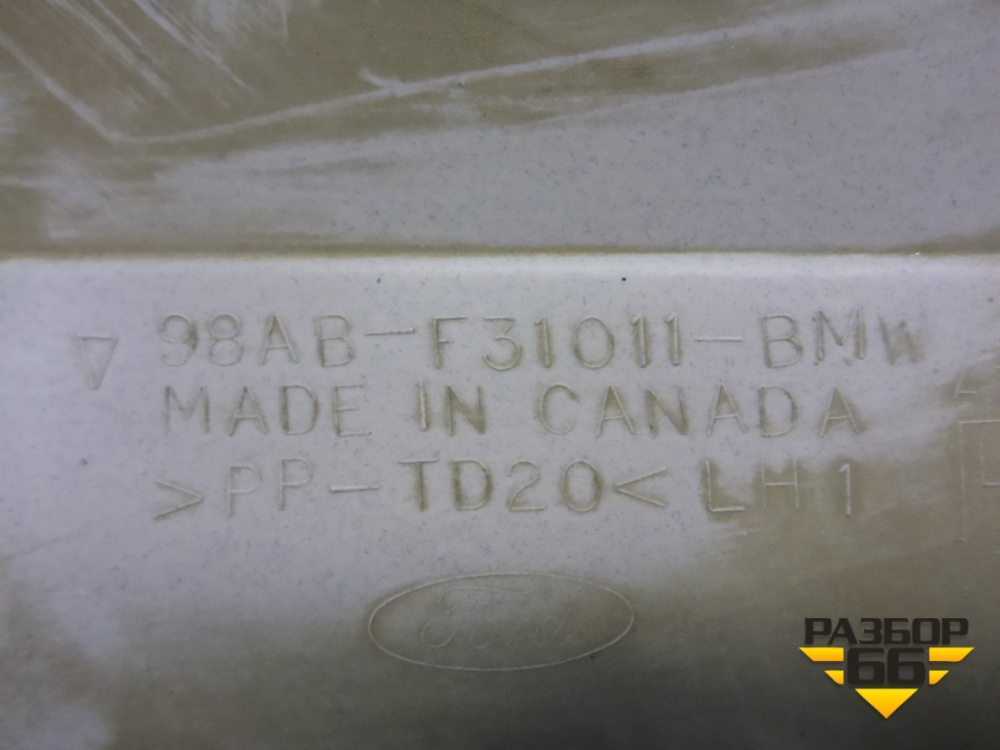 98AB-F31011-BMW
MADE IN CANADA
>PP-TD20< LH1
Ford
РАЗБОР
66